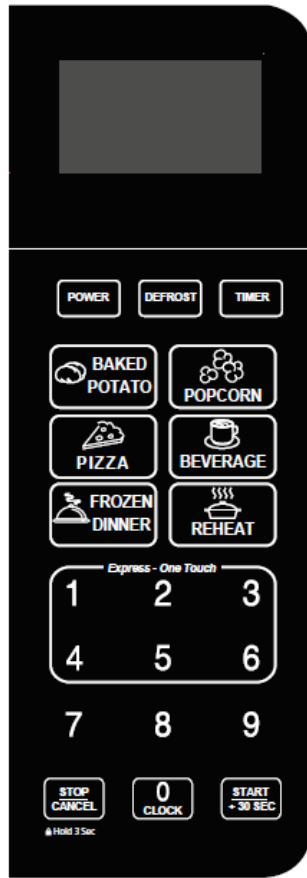 POWER DEFROST TIMER
BAKED POTATO
POPCORN
PIZZA
BEVERAGE
FROZEN DINNER
REHEAT
Express - One Touch
1 2 3
4 5 6
7 8 9
STOP
CANCEL
0
CLOCK
START
+ 30 SEC
Hold 3 Sec